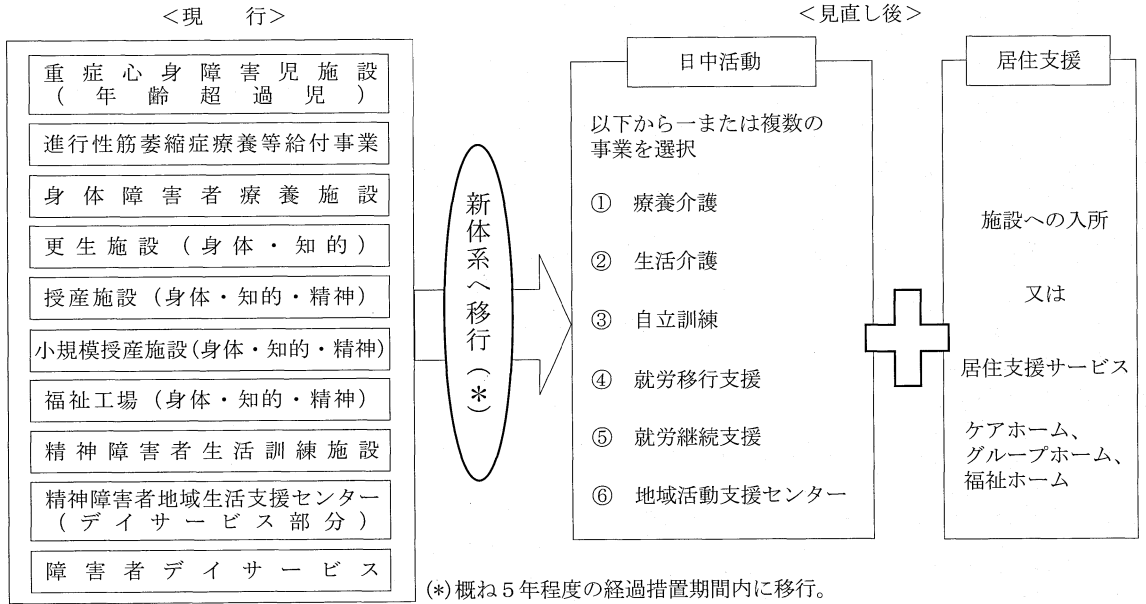 <現　行>
重症心身障害児施設
(年齢超過児)
進行性筋萎縮症療養等給付事業
身体障害者療養施設
更生施設(身体・知的)
授産施設(身体・知的・精神)
小規模授産施設(身体・知的・精神)
福祉工場(身体・知的・精神)
精神障害者生活訓練施設
精神障害者地域生活支援センター
(デイサービス部分)
障害者デイサービス
新体系へ移行(*)
<見直し後>
日中活動
以下から一または複数の
事業を選択
① 療養介護
② 生活介護
③ 自立訓練
④ 就労移行支援
⑤ 就労継続支援
⑥ 地域活動支援センター
居住支援
施設への入所
又は
居住支援サービス
ケアホーム、
グループホーム、
福祉ホーム
(*)概ね5年程度の経過措置期間内に移行。